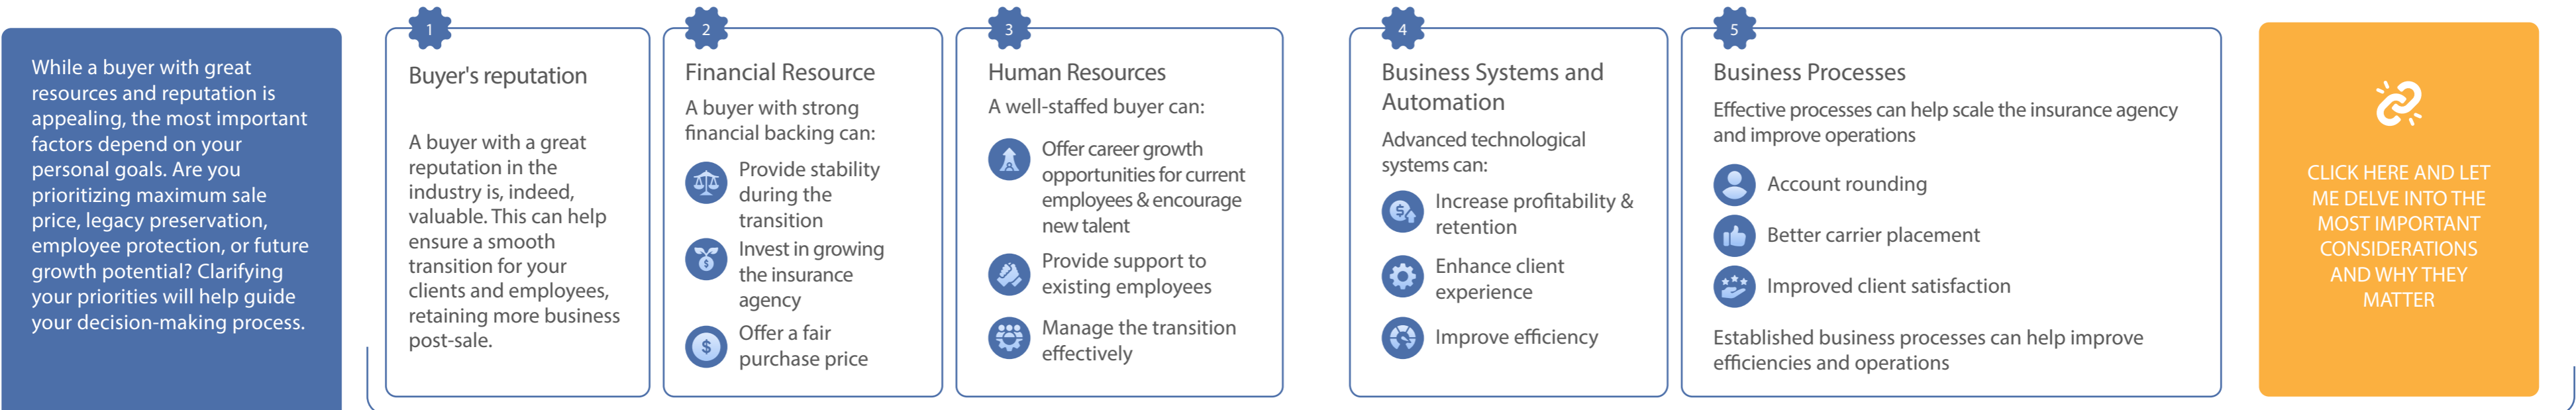 While a buyer with great
resources and reputation is
appealing, the most important
factors depend on your
personal goals. Are you
prioritizing maximum sale
price, legacy preservation,
employee protection, or future
growth potential? Clarifying
your priorities will help guide
your decision-making process.
1
Buyer's reputation
A buyer with a great
reputation in the
industry is, indeed,
valuable. This can help
ensure a smooth
transition for your
clients and employees,
retaining more business
post-sale.
2
Financial Resource
A buyer with strong
financial backing can:
Provide stability
during the
transition
Invest in growing
the insurance
agency
Offer a fair
purchase price
3
Human Resources
A well-staffed buyer can:
Offer career growth
opportunities for current
employees & encourage
new talent
Provide support to
existing employees
Manage the transition
effectively
4
Business Systems and
Automation
Advanced technological
systems can:
Increase profitability &
retention
Enhance client
experience
Improve efficiency
5
Business Processes
Effective processes can help scale the insurance agency
and improve operations
Account rounding
Better carrier placement
Improved client satisfaction
Established business processes can help improve
efficiencies and operations
CLICK HERE AND LET
ME DELVE INTO THE
MOST IMPORTANT
CONSIDERATIONS
AND WHY THEY
MATTER